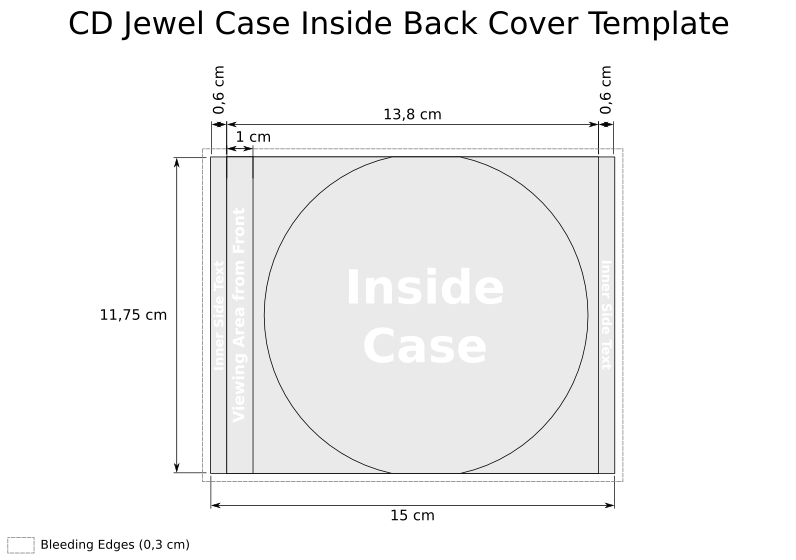 CD Jewel Case Inside Back Cover Template
0,6 cm
0,6 cm
13,8 cm
1 cm
Inner Side Text
Viewing Area from Front
Inside
Case
Inner Side Text
11,75 cm
15 cm
Bleeding Edges (0,3 cm)